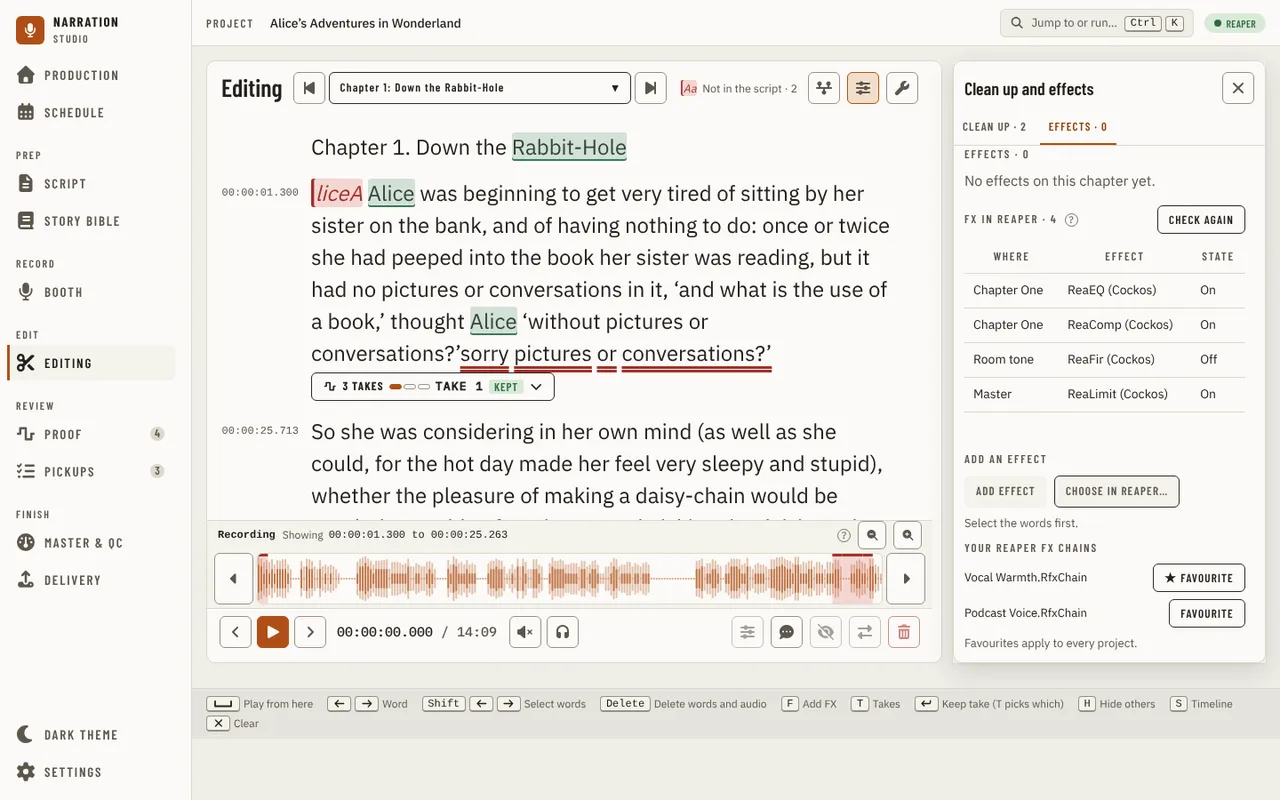 NARRATION
STUDIO
PRODUCTION
SCHEDULE
PREP
SCRIPT
STORY BIBLE
RECORD
BOOTH
EDIT
EDITING
REVIEW
PROOF 4
PICKUPS 3
FINISH
MASTER & QC
DELIVERY
DARK THEME
SETTINGS
PROJECT Alice’s Adventures in Wonderland
Jump to or run... Ctrl K
REAPER
Editing
Chapter 1: Down the Rabbit-Hole
Aa Not in the script · 2
Chapter 1. Down the Rabbit-Hole
00:00:01.300 liceA Alice was beginning to get very tired of sitting by her
sister on the bank, and of having nothing to do: once or twice
she had peeped into the book her sister was reading, but it
had no pictures or conversations in it, ‘and what is the use of
a book,’ thought Alice ‘without pictures or
conversations?’sorry pictures or conversations?’
3 TAKES TAKE 1 KEPT
00:00:25.713 So she was considering in her own mind (as well as she
could, for the hot day made her feel very sleepy and stupid),
whether the pleasure of making a daisy-chain would be
Recording Showing 00:00:01.300 to 00:00:25.263 ?
00:00:00.000 / 14:09
Clean up and effects
CLEAN UP · 2 EFFECTS · 0
EFFECTS · 0
No effects on this chapter yet.
FX IN REAPER · 4 ? CHECK AGAIN
WHERE EFFECT STATE
Chapter One ReaEQ (Cockos) On
Chapter One ReaComp (Cockos) On
Room tone ReaFir (Cockos) Off
Master ReaLimit (Cockos) On
ADD AN EFFECT
ADD EFFECT CHOOSE IN REAPER...
Select the words first.
YOUR REAPER FX CHAINS
Vocal Warmth.RfxChain ★ FAVOURITE
Podcast Voice.RfxChain FAVOURITE
Favourites apply to every project.
Play from here ← → Word Shift ← → Select words Delete Delete words and audio F Add FX T Takes ↵ Keep take (T picks which) H Hide others S Timeline
✕ Clear